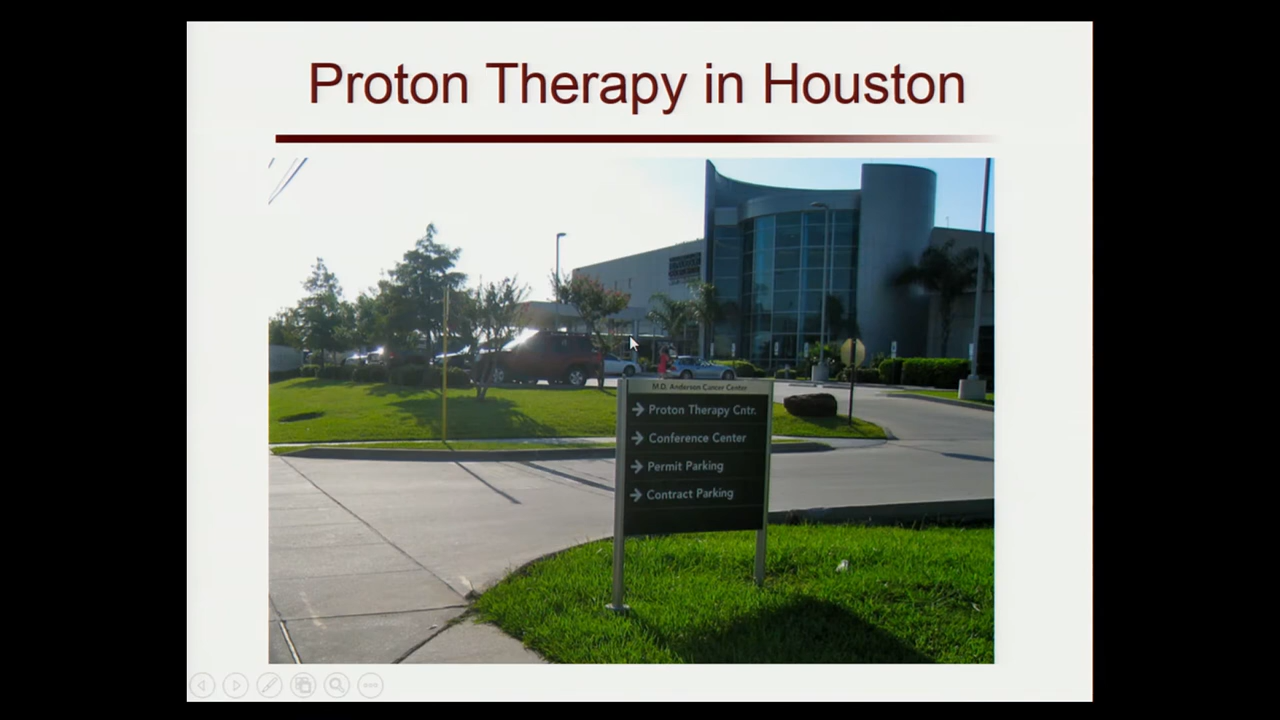 Proton Therapy in Houston
M.D. Anderson Cancer Center
Proton Therapy Cntr.
Conference Center
Permit Parking
Contract Parking